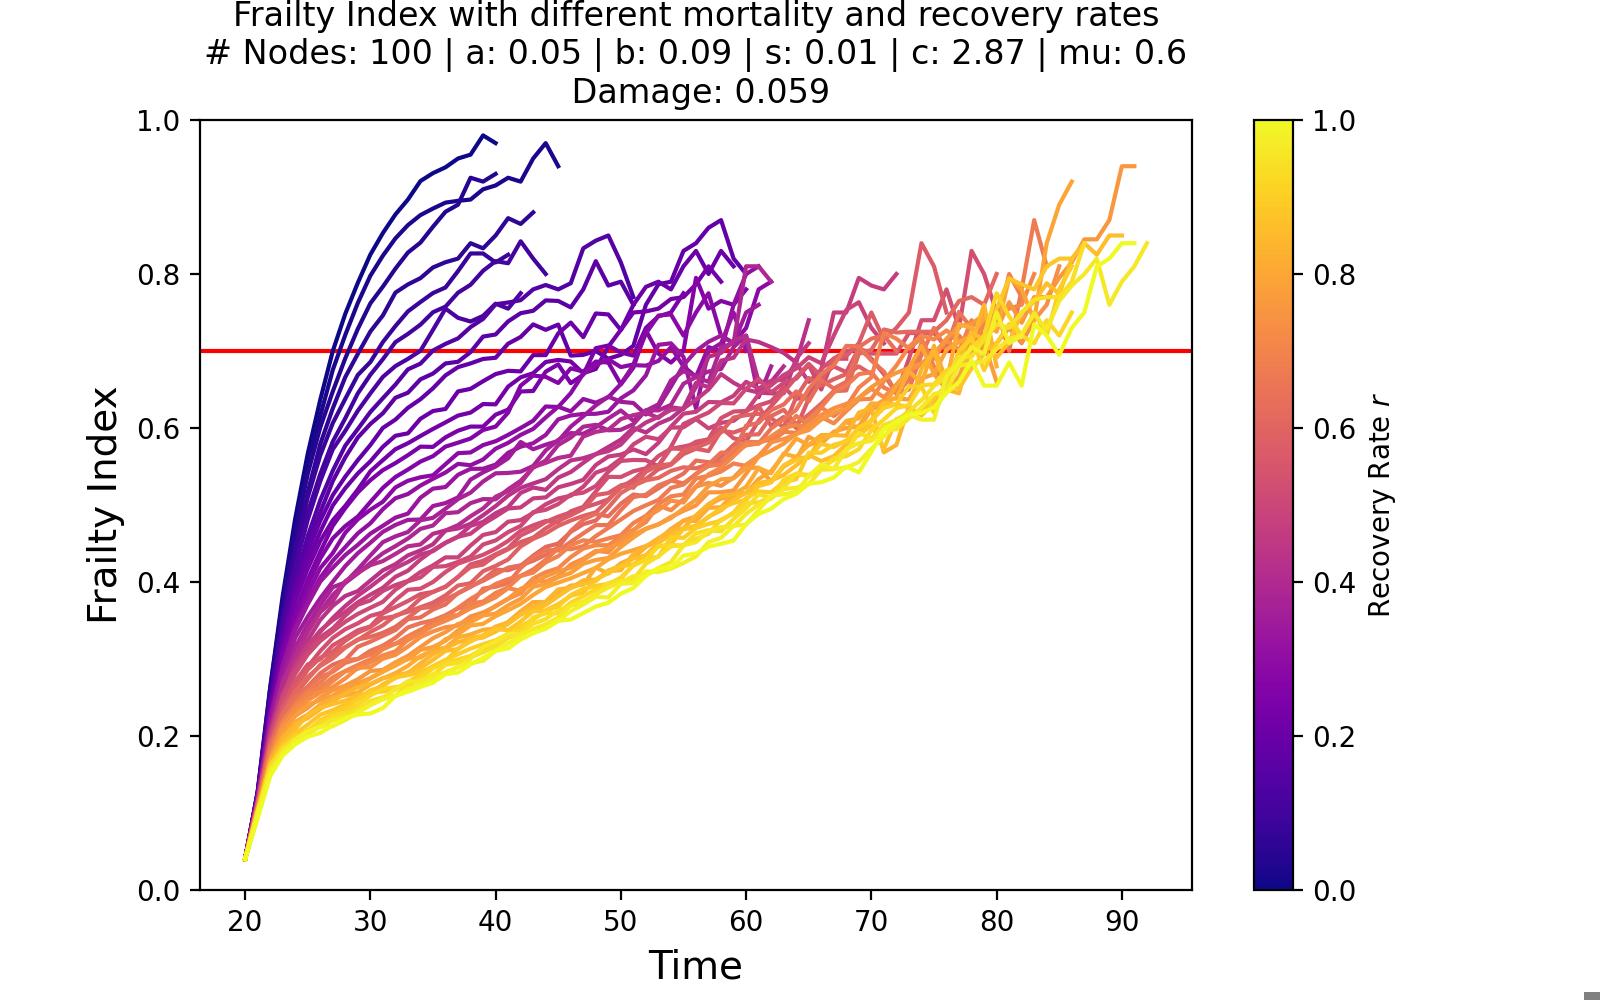 Frailty Index with different mortality and recovery rates
# Nodes: 100 | a: 0.05 | b: 0.09 | s: 0.01 | c: 2.87 | mu: 0.6
Damage: 0.059
Frailty Index
1.0
0.8
0.6
0.4
0.2
0.0
20 30 40 50 60 70 80 90
Time
1.0
0.8
0.6
0.4
0.2
0.0
Recovery Rate r